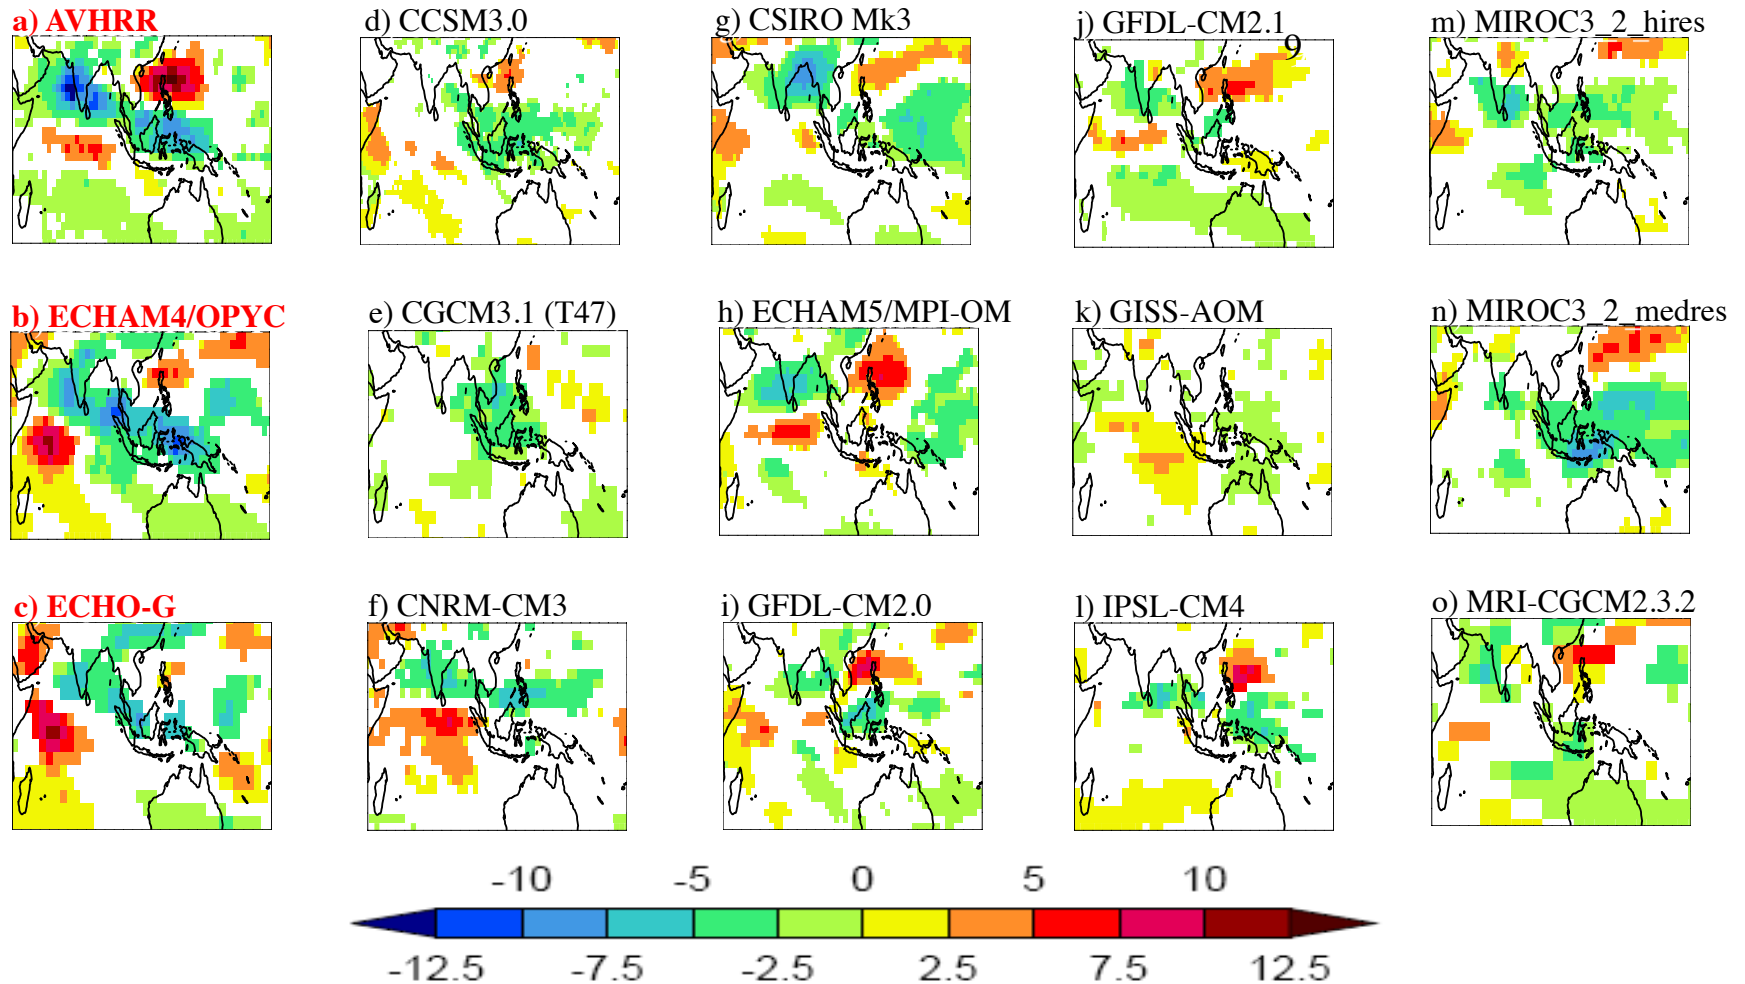 a) AVHRR
d) CCSM3.0
g) CSIRO Mk3
j) GFDL-CM2.1
m) MIROC3_2_hires
9
b) ECHAM4/OPYC
e) CGCM3.1 (T47)
h) ECHAM5/MPI-OM
k) GISS-AOM
n) MIROC3_2_medres
c) ECHO-G
f) CNRM-CM3
i) GFDL-CM2.0
l) IPSL-CM4
o) MRI-CGCM2.3.2
-10 -5 0 5 10
-12.5 -7.5 -2.5 2.5 7.5 12.5